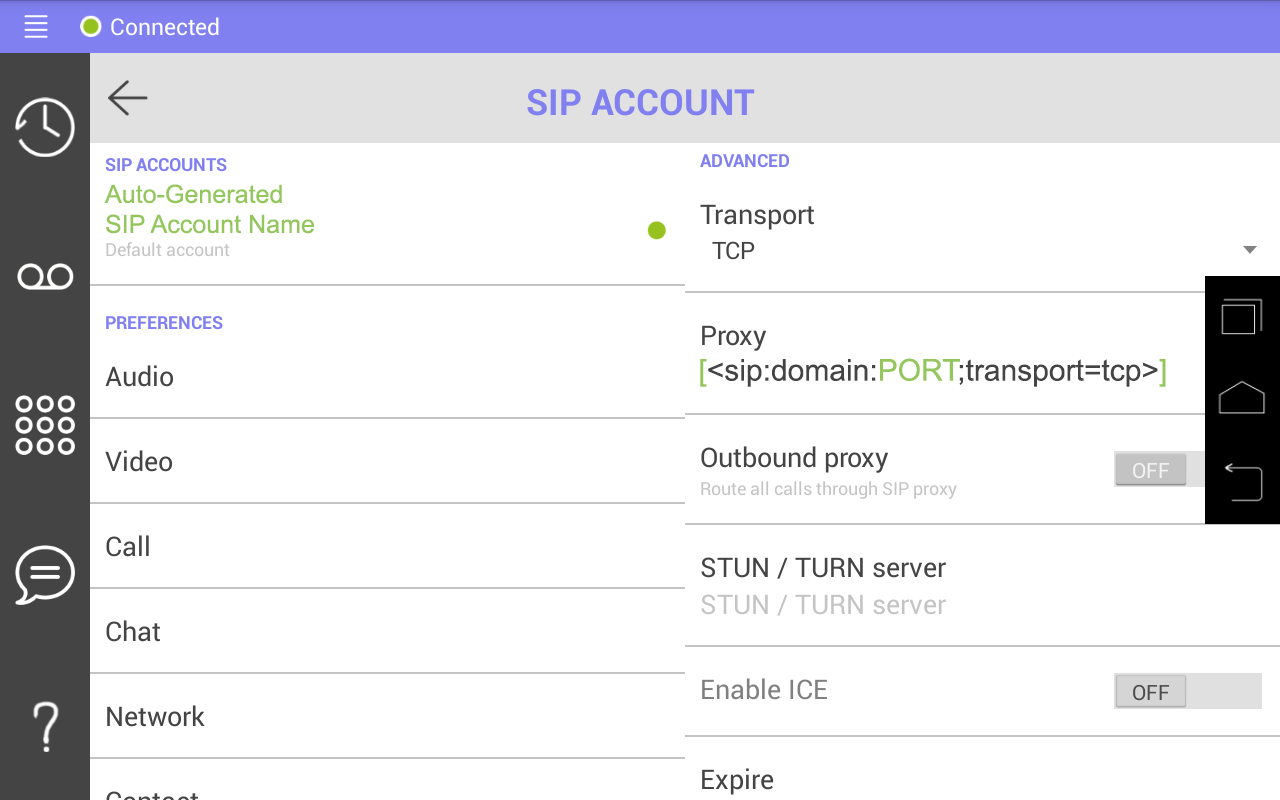 Connected
SIP ACCOUNT
SIP ACCOUNTS
Auto-Generated
SIP Account Name
Default account
PREFERENCES
Audio
Video
Call
Chat
Network
Contact
ADVANCED
Transport
TCP
Proxy
[<sip:domain:PORT;transport=tcp>]
Outbound proxy
OFF
Route all calls through SIP proxy
STUN / TURN server
STUN / TURN server
Enable ICE
OFF
Expire